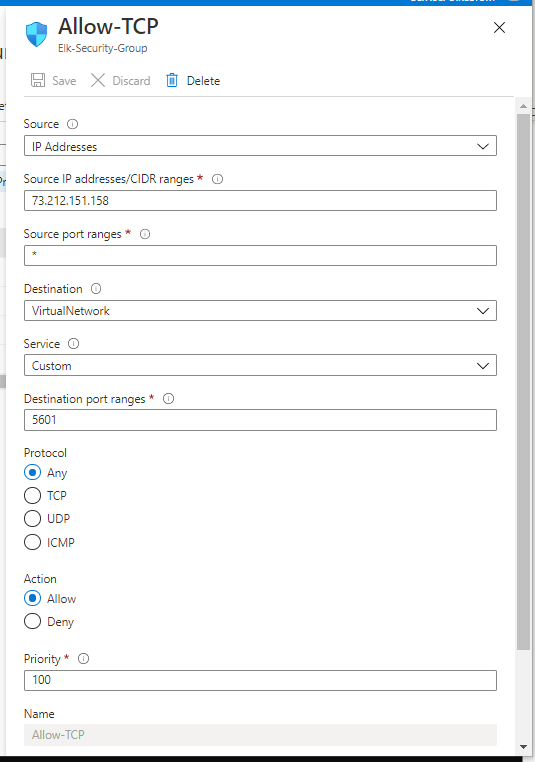 Allow-TCP
Elk-Security-Group
Save Discard Delete
Source
IP Addresses
Source IP addresses/CIDR ranges *
73.212.151.158
Source port ranges *
*
Destination
VirtualNetwork
Service
Custom
Destination port ranges *
5601
Protocol
Any
TCP
UDP
ICMP
Action
Allow
Deny
Priority *
100
Name
Allow-TCP